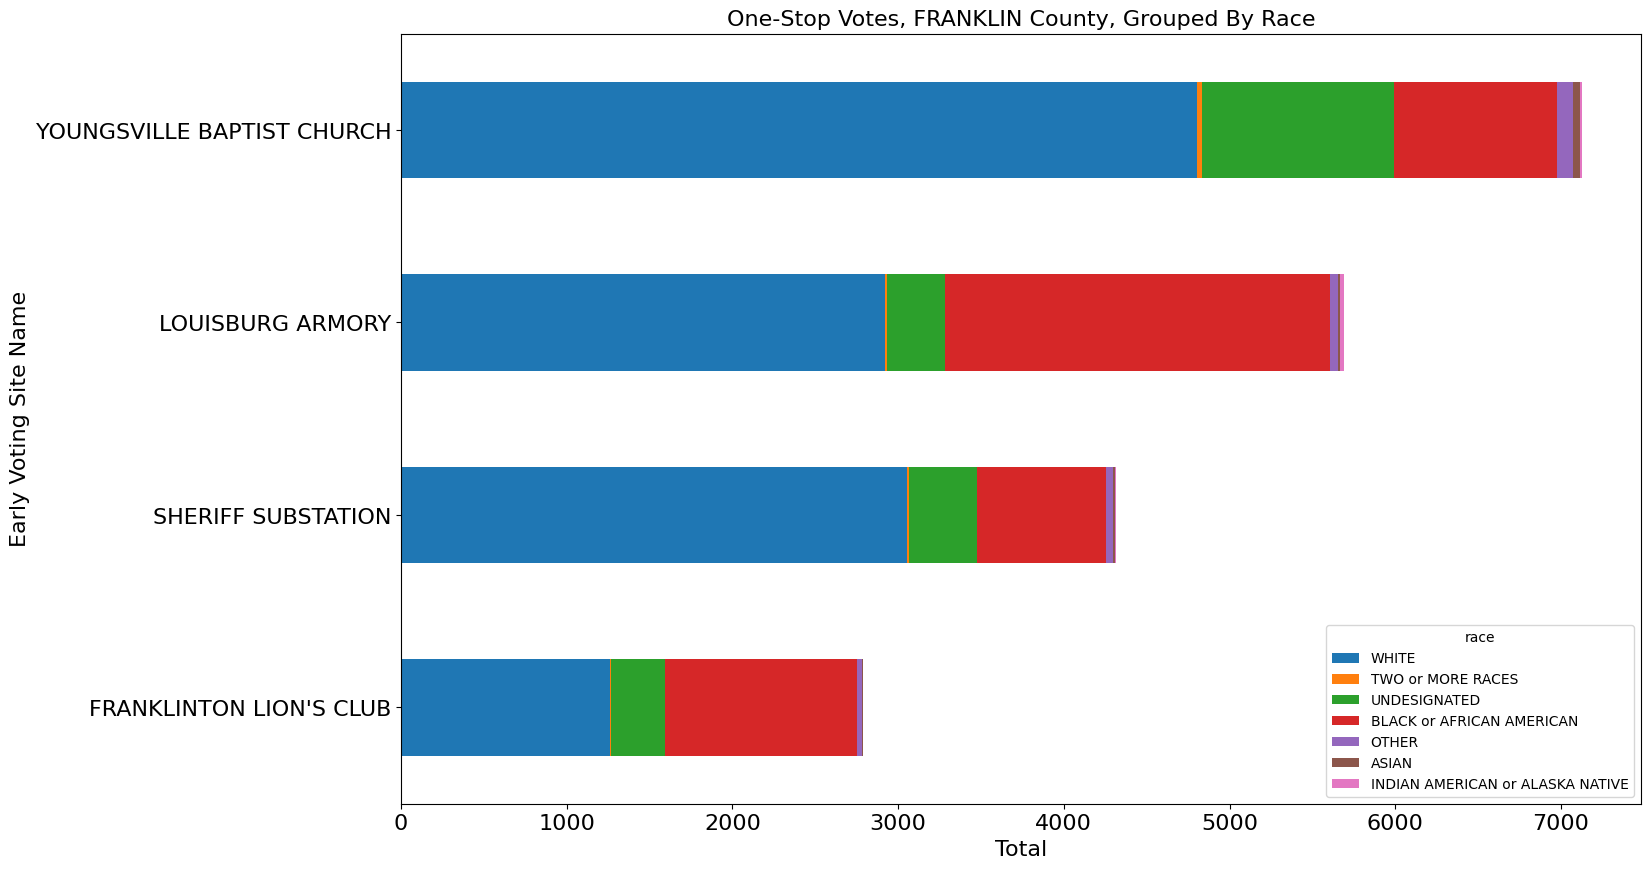 One-Stop Votes, FRANKLIN County, Grouped By Race
Early Voting Site Name
YOUNGSVILLE BAPTIST CHURCH
LOUISBURG ARMORY
SHERIFF SUBSTATION
FRANKLINTON LION'S CLUB
race
WHITE
TWO or MORE RACES
UNDESIGNATED
BLACK or AFRICAN AMERICAN
OTHER
ASIAN
INDIAN AMERICAN or ALASKA NATIVE
0 1000 2000 3000 4000 5000 6000 7000
Total